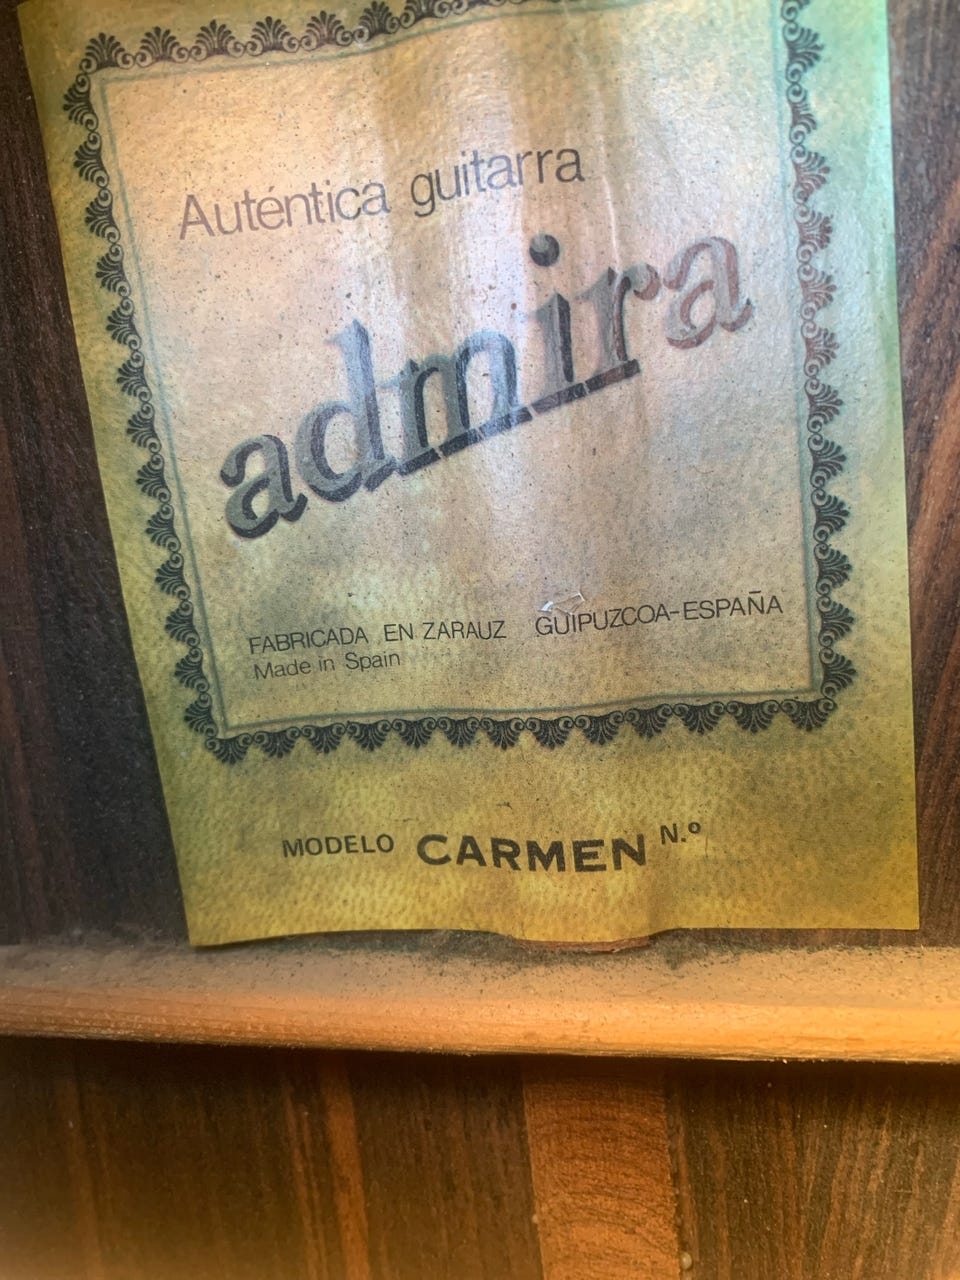 Auténtica guitarra
admira
FABRICADA EN ZARAUZ GUIPUZCOA-ESPAÑA
Made in Spain
MODELO CARMEN N.º